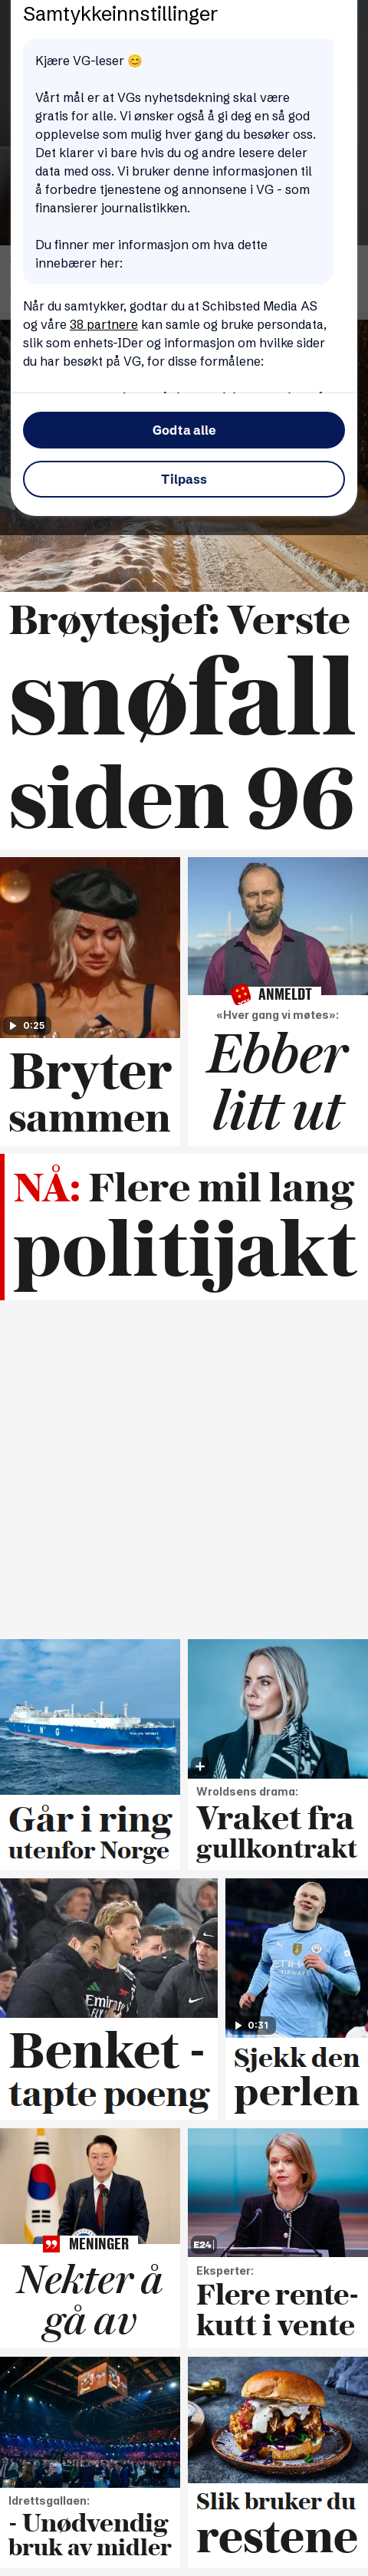 Samtykkeinnstillinger
Kjære VG-leser 😊
Vårt mål er at VGs nyhetsdekning skal være
gratis for alle. Vi ønsker også å gi deg en så god
opplevelse som mulig hver gang du besøker oss.
Det klarer vi bare hvis du og andre lesere deler
data med oss. Vi bruker denne informasjonen til
å forbedre tjenestene og annonsene i VG - som
finansierer journalistikken.
Du finner mer informasjon om hva dette
innebærer her:
Når du samtykker, godtar du at Schibsted Media AS
og våre 38 partnere kan samle og bruke persondata,
slik som enhets-IDer og informasjon om hvilke sider
du har besøkt på VG, for disse formålene:
Godta alle
Tilpass
Brøytesjef: Verste
snøfall
siden 96
0:25
Bryter
sammen
ANMELDT
«Hver gang vi møtes»:
Ebber
litt ut
NÅ: Flere mil lang
politijakt
LNG
Går i ring
utenfor Norge
Wroldsens drama:
Vraket fra
gullkontrakt
Benket -
tapte poeng
ETIHAD
AIRWAYS
0:31
Sjekk den
perlen
MENINGER
Nekter å
gå av
E24
Eksperter:
Flere rente-
kutt i vente
Idrettsgallaen:
- Unødvendig
bruk av midler
Slik bruker du
restene